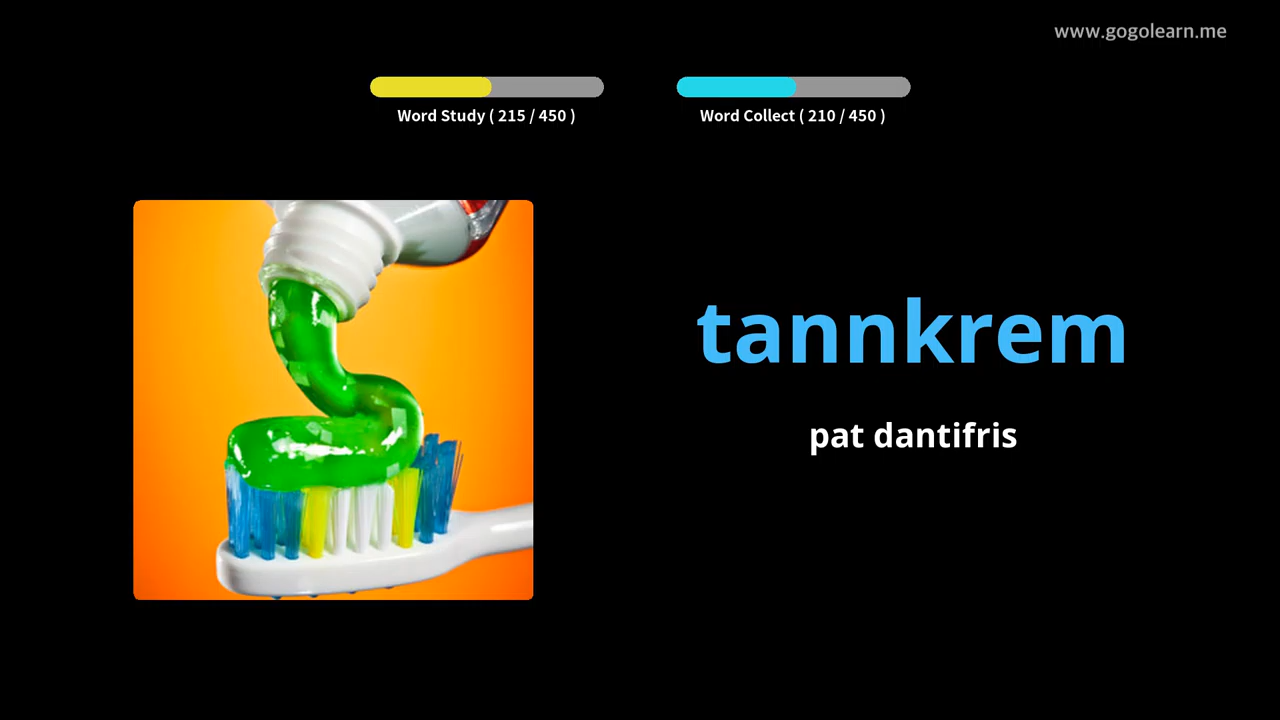 www.gogolearn.me
Word Study ( 215 / 450 )
Word Collect ( 210 / 450 )
tannkrem
pat dantifris